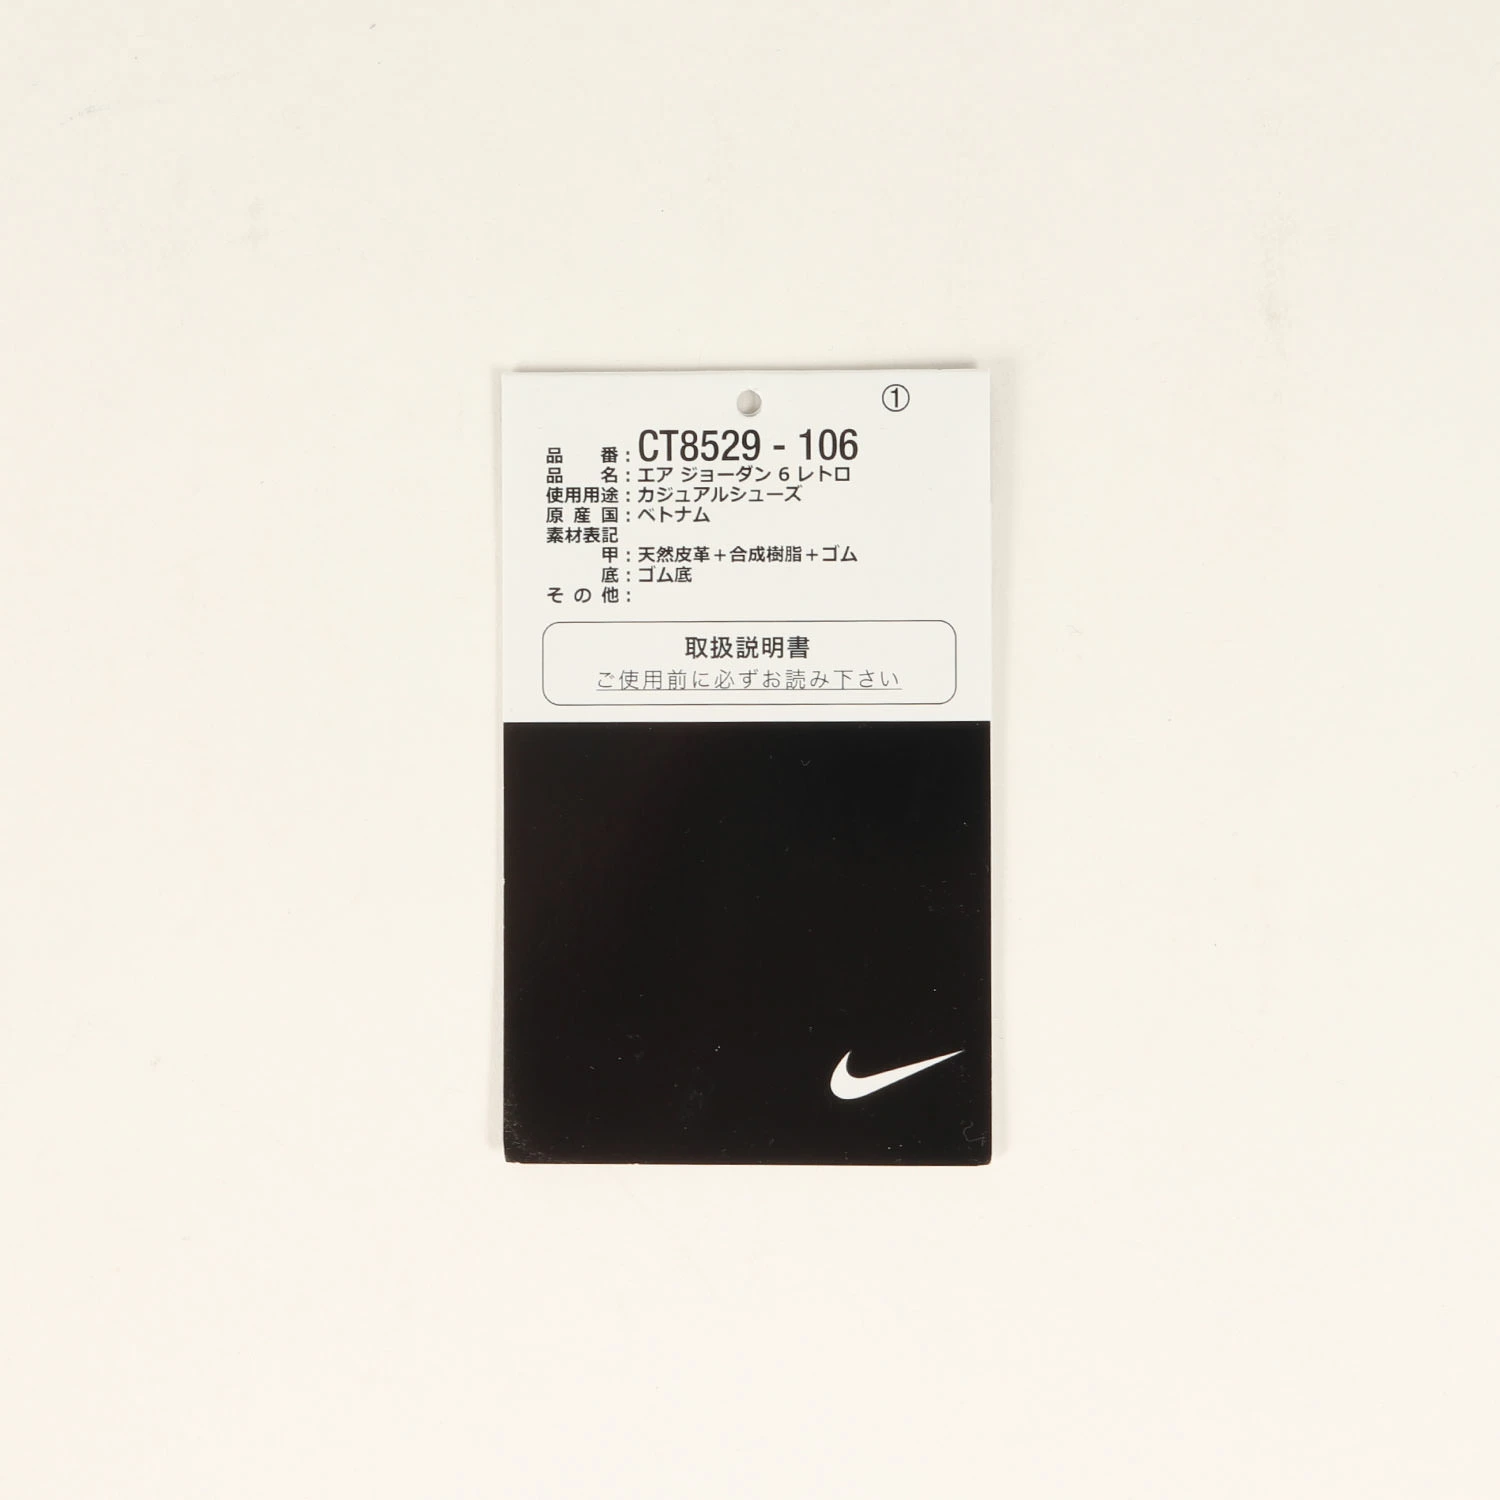 ①
品番：CT8529 - 106
品名：エア ジョーダン 6 レトロ
使用用途：カジュアルシューズ
原産国：ベトナム
素材表記
甲：天然皮革＋合成樹脂＋ゴム
底：ゴム底
その他：
取扱説明書
ご使用前に必ずお読み下さい